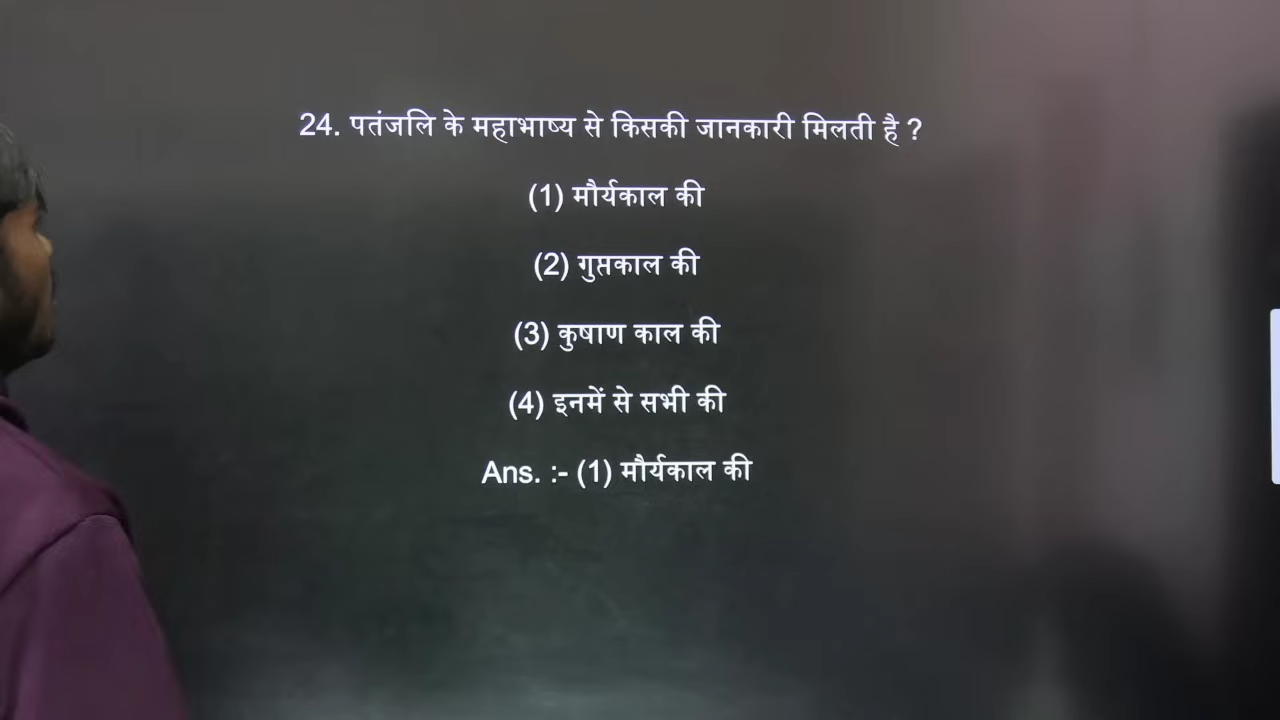 24. पतंजलि के महाभाष्य से किसकी जानकारी मिलती है ?
(1) मौर्यकाल की
(2) गुप्तकाल की
(3) कुषाण काल की
(4) इनमें से सभी की
Ans. :- (1) मौर्यकाल की